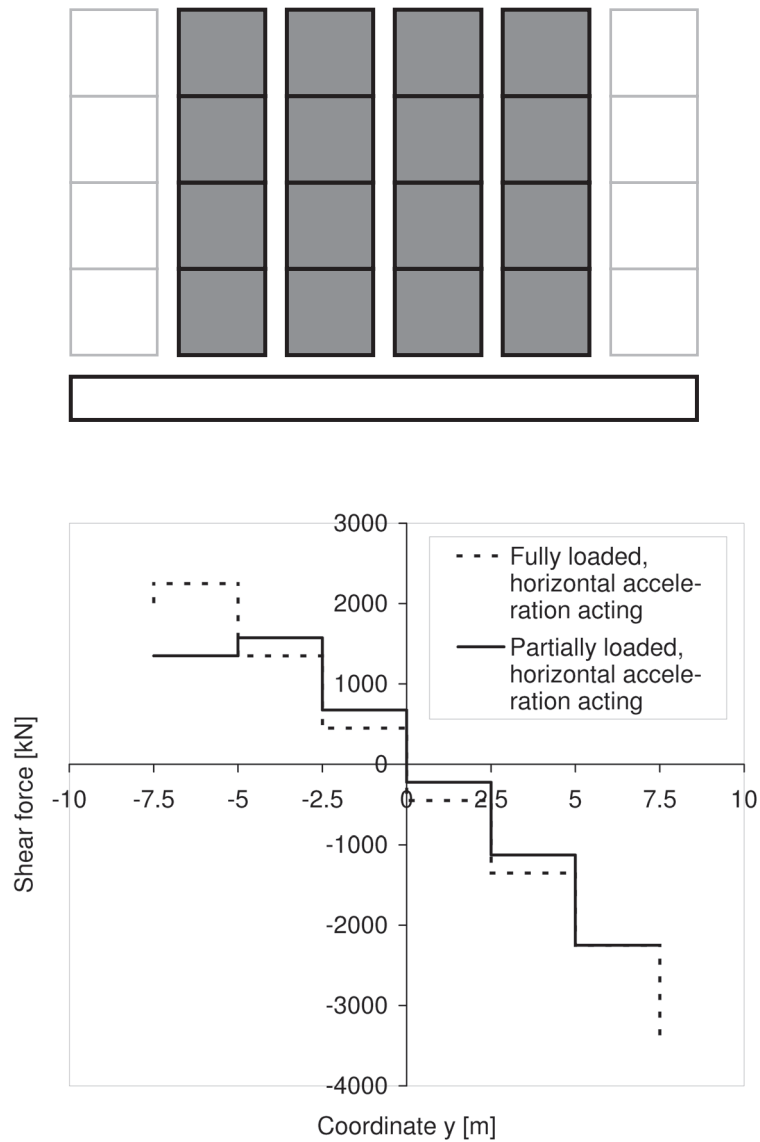 3000
2000
1000
0
-1000
-2000
-3000
-4000
-10 -7.5 -5 -2.5 0 2.5 5 7.5 10
Fully loaded,
horizontal accele-
ration acting
Partially loaded,
horizontal accele-
ration acting
Shear force [kN]
Coordinate y [m]